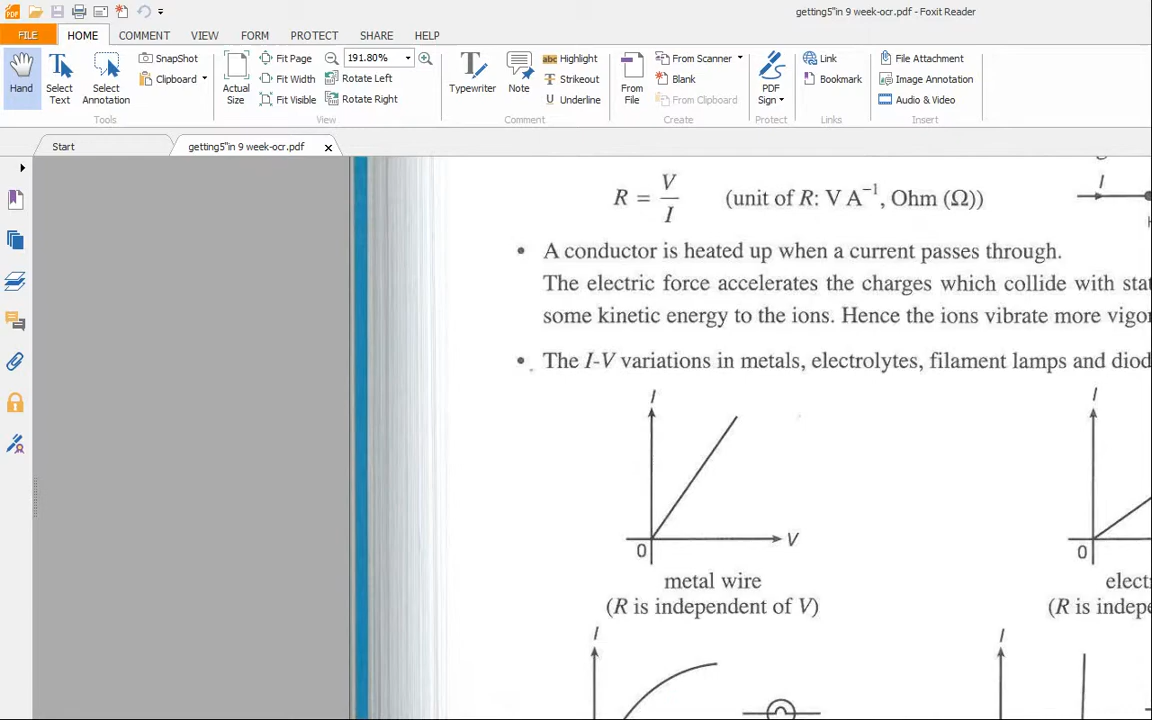 getting5"in 9 week-ocr.pdf - Foxit Reader
FILE HOME COMMENT VIEW FORM PROTECT SHARE HELP
Hand
Select Text
Select Annotation
SnapShot
Clipboard
Tools
Actual Size
Fit Page
Fit Width
Fit Visible
191.80%
Rotate Left
Rotate Right
View
Typewriter
Note
Highlight
Strikeout
Underline
Comment
From File
From Scanner
Blank
From Clipboard
Create
PDF Sign
Protect
Link
Bookmark
Links
File Attachment
Image Annotation
Audio & Video
Insert
Start
getting5"in 9 week-ocr.pdf
R = V/I (unit of R: V A⁻¹, Ohm (Ω))
I
• A conductor is heated up when a current passes through.
The electric force accelerates the charges which collide with
some kinetic energy to the ions. Hence the ions vibrate more
• The I-V variations in metals, electrolytes, filament lamps and
I
V
0
metal wire
(R is independent of V)
I
0
(R is
I
I